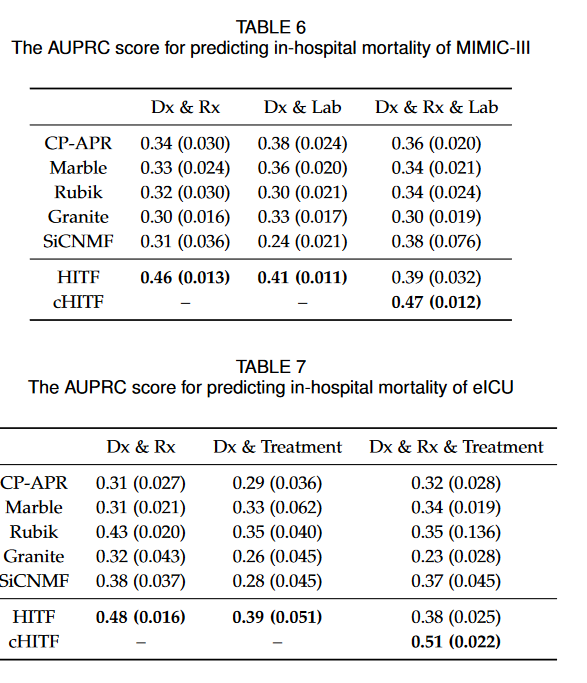 TABLE 6
The AUPRC score for predicting in-hospital mortality of MIMIC-III
Dx & Rx Dx & Lab Dx & Rx & Lab
CP-APR 0.34 (0.030) 0.38 (0.024) 0.36 (0.020)
Marble 0.33 (0.024) 0.36 (0.020) 0.34 (0.021)
Rubik 0.32 (0.030) 0.30 (0.021) 0.34 (0.024)
Granite 0.30 (0.016) 0.33 (0.017) 0.30 (0.019)
SiCNMF 0.31 (0.036) 0.24 (0.021) 0.38 (0.076)
HITF 0.46 (0.013) 0.41 (0.011) 0.39 (0.032)
cHITF – – 0.47 (0.012)
TABLE 7
The AUPRC score for predicting in-hospital mortality of eICU
Dx & Rx Dx & Treatment Dx & Rx & Treatment
CP-APR 0.31 (0.027) 0.29 (0.036) 0.32 (0.028)
Marble 0.31 (0.021) 0.33 (0.062) 0.34 (0.019)
Rubik 0.43 (0.020) 0.35 (0.040) 0.35 (0.136)
Granite 0.32 (0.043) 0.26 (0.045) 0.23 (0.028)
SiCNMF 0.38 (0.037) 0.28 (0.045) 0.37 (0.045)
HITF 0.48 (0.016) 0.39 (0.051) 0.38 (0.025)
cHITF – – 0.51 (0.022)